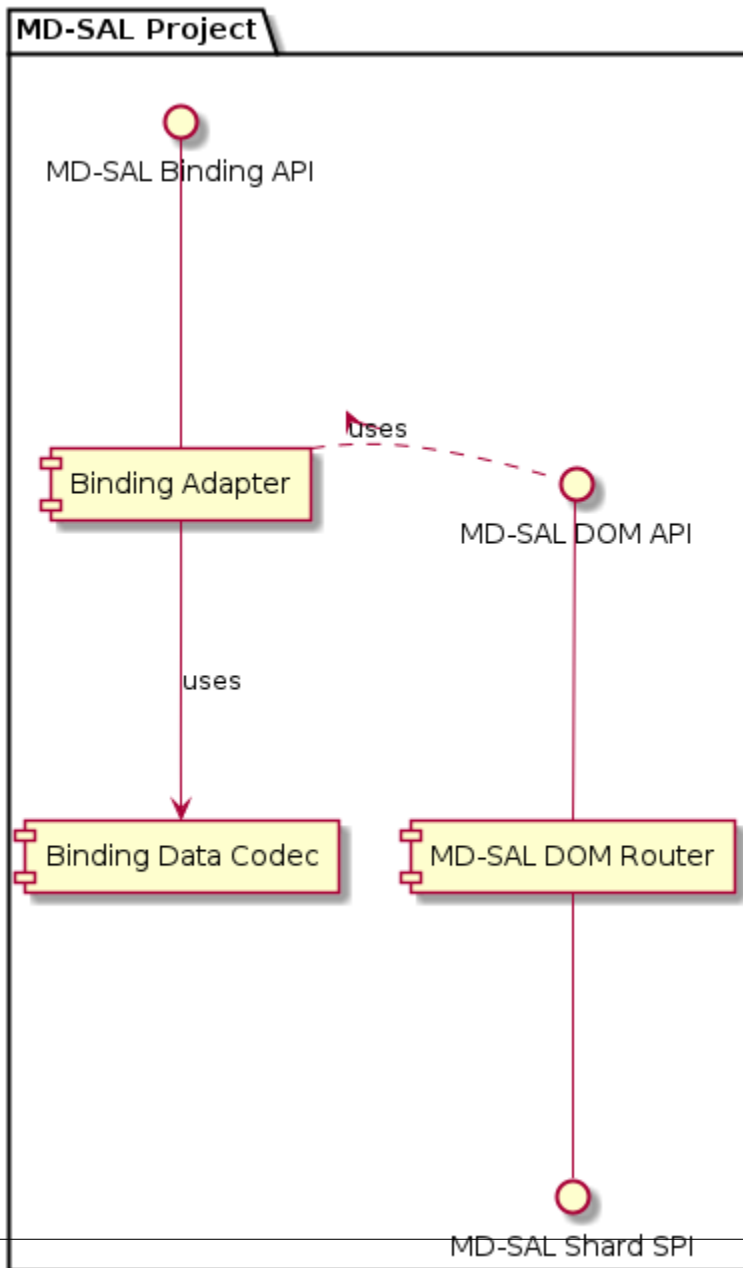 MD-SAL Project
MD-SAL Binding API
uses
Binding Adapter
MD-SAL DOM API
uses
Binding Data Codec
MD-SAL DOM Router
MD-SAL Shard SPI